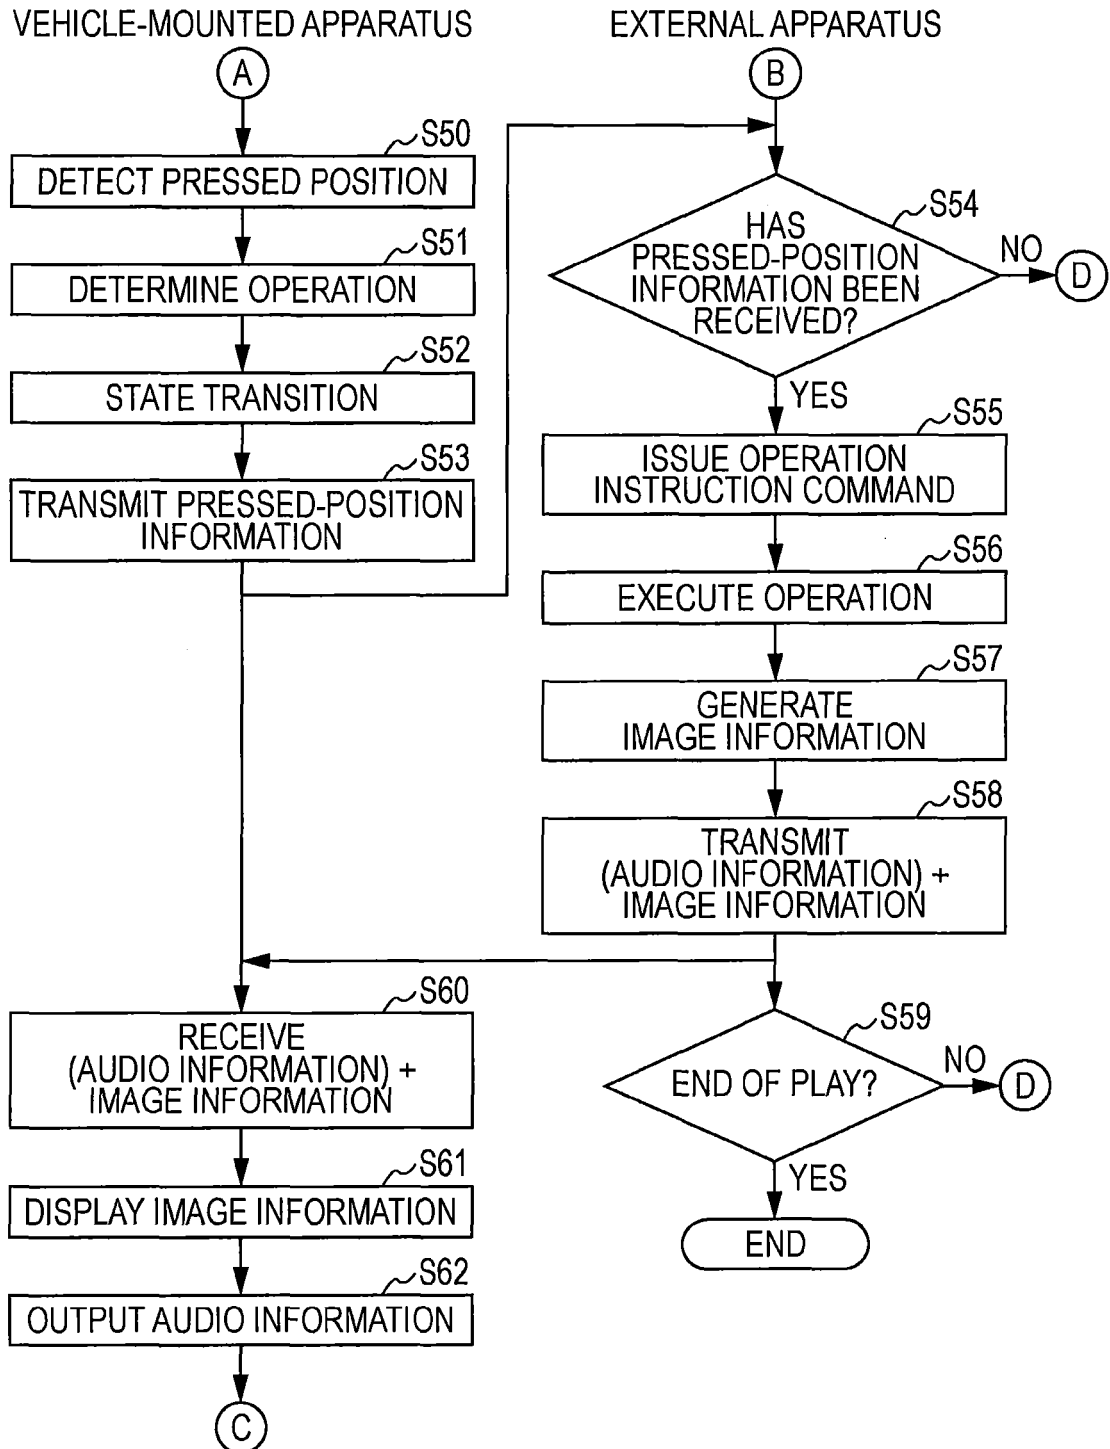 VEHICLE-MOUNTED APPARATUS
A
S50
DETECT PRESSED POSITION
S51
DETERMINE OPERATION
S52
STATE TRANSITION
S53
TRANSMIT PRESSED-POSITION
INFORMATION
S60
RECEIVE
(AUDIO INFORMATION) +
IMAGE INFORMATION
S61
DISPLAY IMAGE INFORMATION
S62
OUTPUT AUDIO INFORMATION
C
EXTERNAL APPARATUS
B
S54
HAS
PRESSED-POSITION
INFORMATION BEEN
RECEIVED?
NO
D
YES
S55
ISSUE OPERATION
INSTRUCTION COMMAND
S56
EXECUTE OPERATION
S57
GENERATE
IMAGE INFORMATION
S58
TRANSMIT
(AUDIO INFORMATION) +
IMAGE INFORMATION
S59
END OF PLAY?
NO
D
YES
END